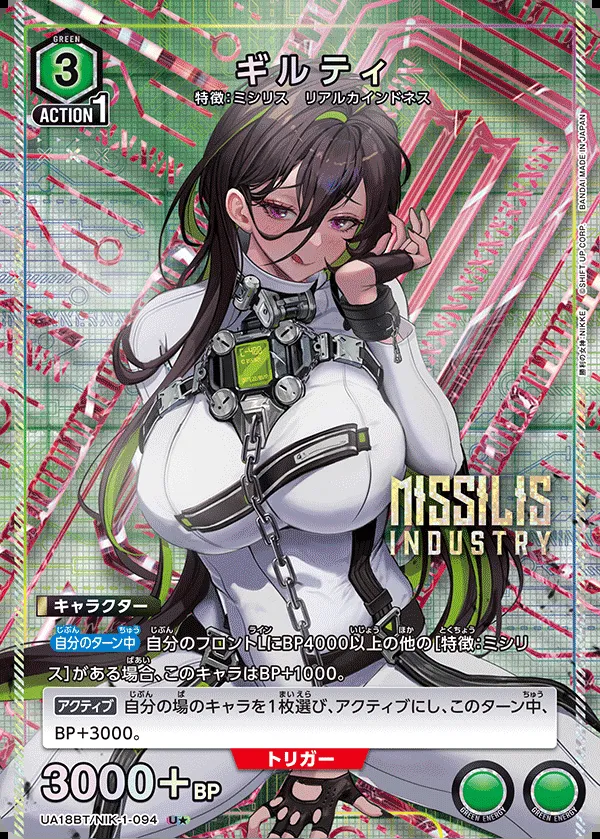 GREEN
3
ACTION 1
ギルティ
特徴:ミシリス リアルカインドネス
勝利の女神:NIKKE ©SHIFT UP CORP. BANDAI MADE IN JAPAN
MISSILIS
INDUSTRY
キャラクター
自分のターン中 自分のフロントLにBP4000以上の他の[特徴:ミシリ
ス]がある場合、このキャラはBP+1000。
アクティブ 自分の場のキャラを1枚選び、アクティブにし、このターン中、
BP+3000。
トリガー
3000+BP
GREEN ENERGY GREEN ENERGY
UA18BT/NIK-1-094 U★